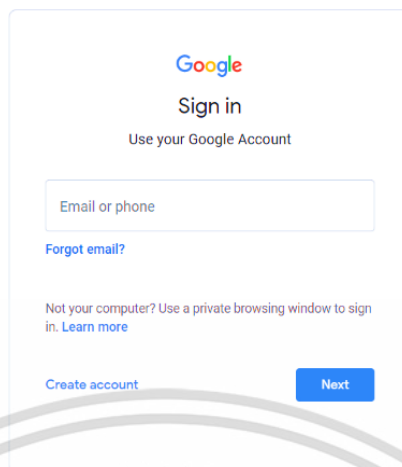 Google
Sign in
Use your Google Account
Email or phone
Forgot email?
Not your computer? Use a private browsing window to sign
in. Learn more
Create account
Next